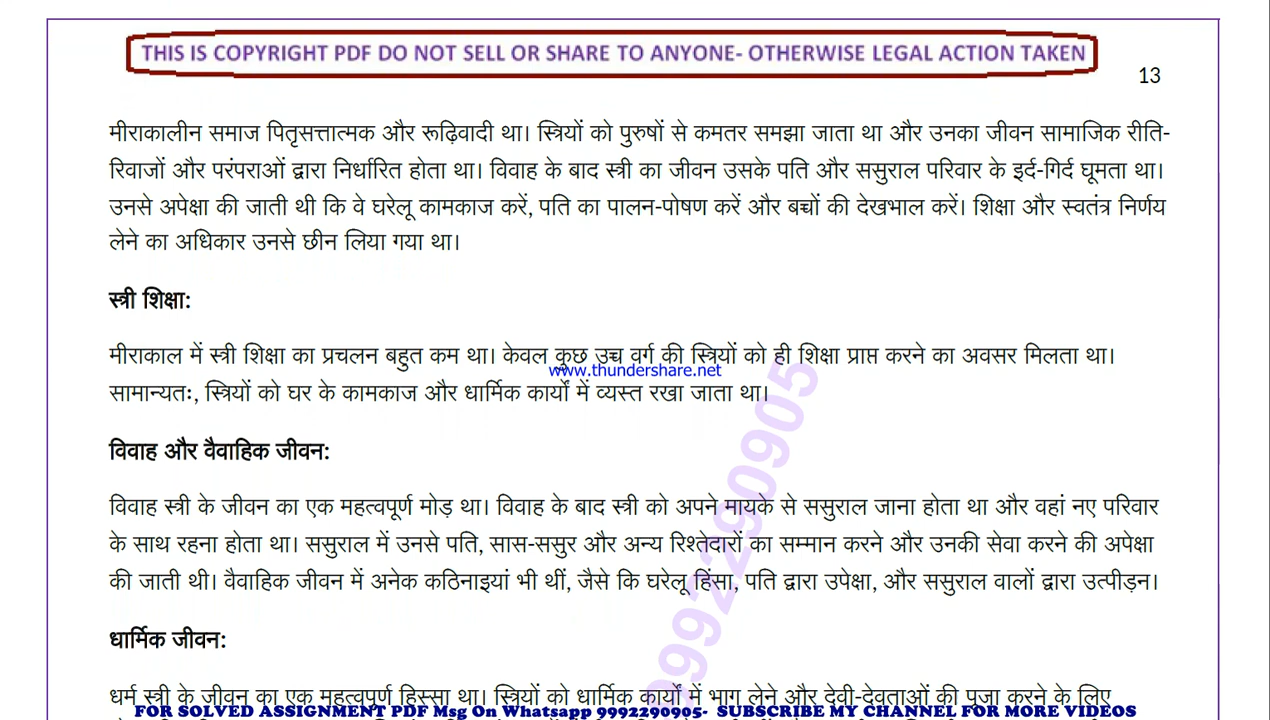 THIS IS COPYRIGHT PDF DO NOT SELL OR SHARE TO ANYONE- OTHERWISE LEGAL ACTION TAKEN
13
मीराकालीन समाज पितृसत्तात्मक और रूढ़िवादी था। स्त्रियों को पुरुषों से कमतर समझा जाता था और उनका जीवन सामाजिक रीति-
रिवाजों और परंपराओं द्वारा निर्धारित होता था। विवाह के बाद स्त्री का जीवन उसके पति और ससुराल परिवार के इर्द-गिर्द घूमता था।
उनसे अपेक्षा की जाती थी कि वे घरेलू कामकाज करें, पति का पालन-पोषण करें और बच्चों की देखभाल करें। शिक्षा और स्वतंत्र निर्णय
लेने का अधिकार उनसे छीन लिया गया था।
स्त्री शिक्षा:
मीराकाल में स्त्री शिक्षा का प्रचलन बहुत कम था। केवल कुछ उच्च वर्ग की स्त्रियों को ही शिक्षा प्राप्त करने का अवसर मिलता था।
www.thundershare.net
सामान्यतः, स्त्रियों को घर के कामकाज और धार्मिक कार्यों में व्यस्त रखा जाता था।
विवाह और वैवाहिक जीवन:
विवाह स्त्री के जीवन का एक महत्वपूर्ण मोड़ था। विवाह के बाद स्त्री को अपने मायके से ससुराल जाना होता था और वहां नए परिवार
के साथ रहना होता था। ससुराल में उनसे पति, सास-ससुर और अन्य रिश्तेदारों का सम्मान करने और उनकी सेवा करने की अपेक्षा
की जाती थी। वैवाहिक जीवन में अनेक कठिनाइयां भी थीं, जैसे कि घरेलू हिंसा, पति द्वारा उपेक्षा, और ससुराल वालों द्वारा उत्पीड़न।
9992290905
धार्मिक जीवन:
धर्म स्त्री के जीवन का एक महत्वपूर्ण हिस्सा था। स्त्रियों को धार्मिक कार्यों में भाग लेने और देवी-देवताओं की पूजा करने के लिए
FOR SOLVED ASSIGNMENT PDF Msg On Whatsapp 9992290905- SUBSCRIBE MY CHANNEL FOR MORE VIDEOS